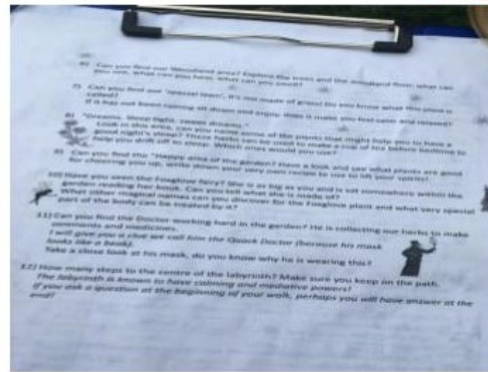 6) Can you find our Woodland area? Explore the trees and the woodland floor what can
you see, what can you hear, what can you smell?
7) Can you find our 'special lawn', it's not made of grass! Do you know what this plant is
called?
If it has not been raining sit down and enjoy does it make you feel calm and relaxed?
8) "Dreams, Sleep tight, sweet dreams."
Look in this area, can you name some of the plants that might help you to have a
good night's sleep? These herbs can be used to make a cup of tea before bedtime to
help you drift off to sleep. Which ones would you use?
9) Can you find the "Happy area of the garden? Have a look and see what plants are good
for cheering you up, write down your very own recipe to use to lift your spirits!
10) Have you seen the Foxglove fairy? She is as big as you and is sat somewhere within the
garden reading her book. Can you tell what she is made of?
What other magical names can you discover for the Foxglove plant and what very special
part of the body can be treated by it?
11) Can you find the Doctor working hard in the garden? He is collecting our herbs to make
ointments and medicines.
I will give you a clue we call him the Quack Doctor (because his mask
looks like a beak).
Take a close look at his mask, do you know why he is wearing this?
12) How many steps to the centre of the labyrinth? Make sure you keep on the path.
The labyrinth is known to have calming and mediative powers!
If you ask a question at the beginning of your walk, perhaps you will have answer at the
end!